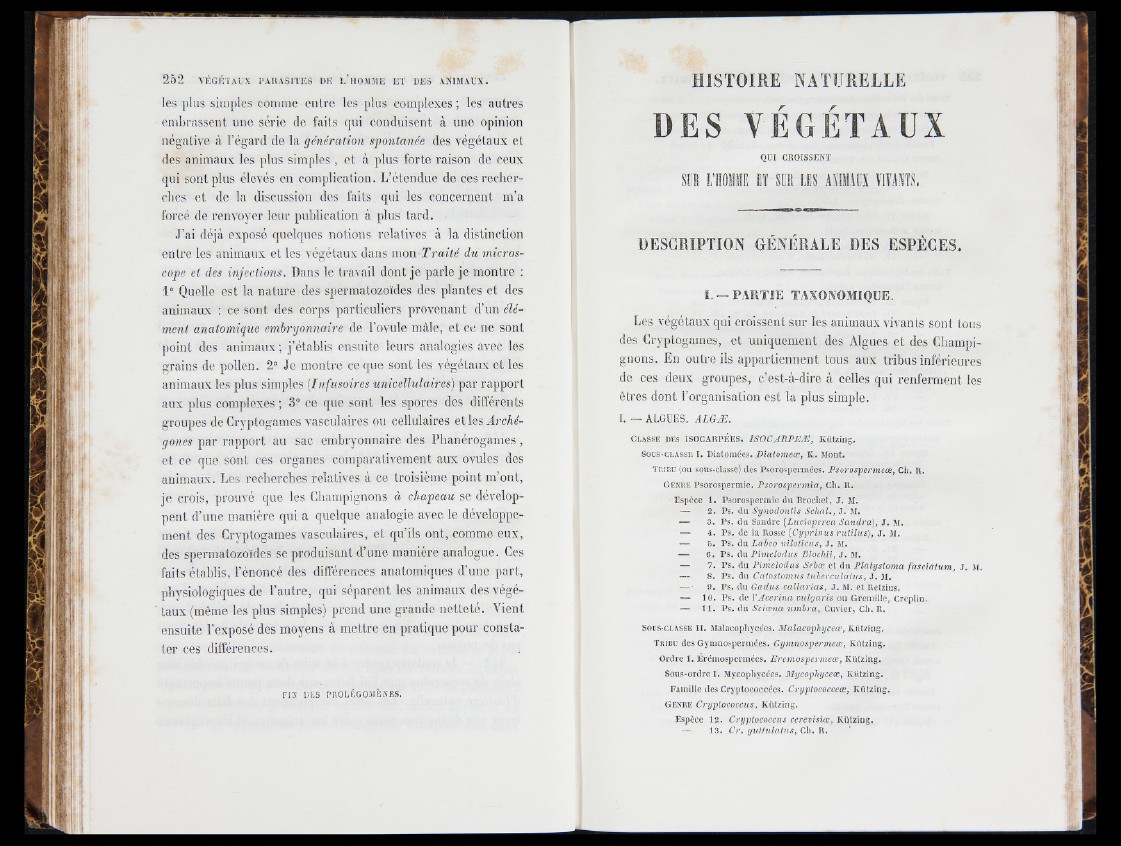 252 VÉGÉTAUX PARASITES DE L'HOMME ET DES ANIMAUX.
les plus simples comme entre les plus complexes ; les autres
embrassent une série de faits qui conduisent à une opinion
négative à l'égard de la génération spontanée des végétaux et
des animaux les plus simples , et à plus forte raison de ceux
qui sont plus élevés en complication. L'étendue de ces recher-
ches et de la discussion des faits qui les concernent m'a
forcé de renvoyer leur publication à plus tard.
J'ai déjà exposé quelques notions relatives à la distinction
entre les animaux et les végétaux dans mon Traité du micros-
cope et des injections. Dans le travail dont je parle je montre :
1° Quelle est la nature des spermatozoïdes des plantes et des
animaux : ce sont des corps particuliers provenant d'un élé-
ment anatomique embryonnaire de l'ovule mâle, et ce ne sont
point des animaux ; j'établis ensuite leurs analogies avec les
grains de pollen. 2° Je montre ce que sont les végétaux et les
animaux les plus simples (Infusoires unicellulaires) par rapport
aux plus complexes ; 3° ce que sont les spores des différents
groupes de Cryptogames vasculaires ou cellulaires et les Arché-
gones par rapport au sac embryonnaire des Phanérogames ,
et ce que sont ces organes comparativement aux ovules des
animaux. Les recherches relatives à ce troisième point m'ont,
je crois, prouvé que les Champignons à chapeau se dévelop-
pent d'une manière qui a quelque analogie avec le développe-
ment des Cryptogames vasculaires, et qu'ils ont, comme eux,
des spermatozoïdes se produisant d'une manière analogue. Ces
faits établis, l'énoncé des différences anatomiques d'une part,
physiologiques de l'autre, qui séparent les animaux des végé-
taux (même les plus simples) prend une grande netteté. Vient
ensuite l'exposé des moyens à mettre en pratique pour consta-
ter ces différences.
FIN DES PROLÉGOMÈNES.
HISTOIRE NATURELLE
DES VÉGÉTAUX
QUI CROISSENT
SUR L'HOMME ET SUR LES ANIMAUX VIVANTS.
DESCRIPTION GÉNÉRALE DES ESPÈCES.
I. — PARTIE TAXONOMIQUE.
Les végétaux qui croissent sur les animaux vivants sont tous
des Cryptogames, et uniquement des Algues et des Champi-
gnons. En outre ils appartiennent tous aux tribus inférieures
de ces deux groupes, c'est-à-dire à celles qui renferment les
êtres dont l'organisation est la plus simple.
I. — ALGUES. ALGÆ.
CLASSE DES ISOCARPÉES. ISOCARPEÆ, Kützing.
SOUS-CLASSE I. Diatomées. Diatomeæ, K. Mont.
TRIBU (ou sous-classe) des Psorospermées. Psorospermeæ, Ch. R.
GENRE Psorospermie. Psorospermia, Ch. R.
Espèce 1. Psorospermie du Brochet, J. M.
— 2. Ps. du Synodontis Schal., J. M.
— 3. Ps. du Sandre (Lucioperca Sandra), J. M.
— 4. Ps. de la Rosse (Cyprinus rutilus), J. M.
— 5. Ps. du Labeo niloticus, J. M.
— 6. Ps. du Pimelodus Blochii, J. M.
— 7. Ps. du Pimelodus Sebæ et du Platystoma fasciatum, J. M.
— 8. Ps. du Catostomus tuberculatus, J. M.
— 9. Ps. du Gadus callarias, J. M. et Retzius.
— 10. Ps. de l'Acerina vulgaris ou Gremille, Creplin.
— 11. Ps. du Sciæna umbra, Cuvier, Ch. R.
SOUS-CLASSE II. Malacophycées. Malacophyceæ, Kützing.
TRIBU des Gymnospermées. Gymnospermeæ, Kützing.
Ordre I. Érémospermées. Eremospermeæ, Kützing.
Sous-ordre I. Mycophycées. Mycophyceæ, Kützing.
Famille des Cryptococcées. Cryptococceæ, Kützing.
GENRE Cryptococcus, Kützing.
Espèce 12. Cryptococcus cerevisiæ, Kützing.
— 13. Cr. guttulatus, Ch. R.